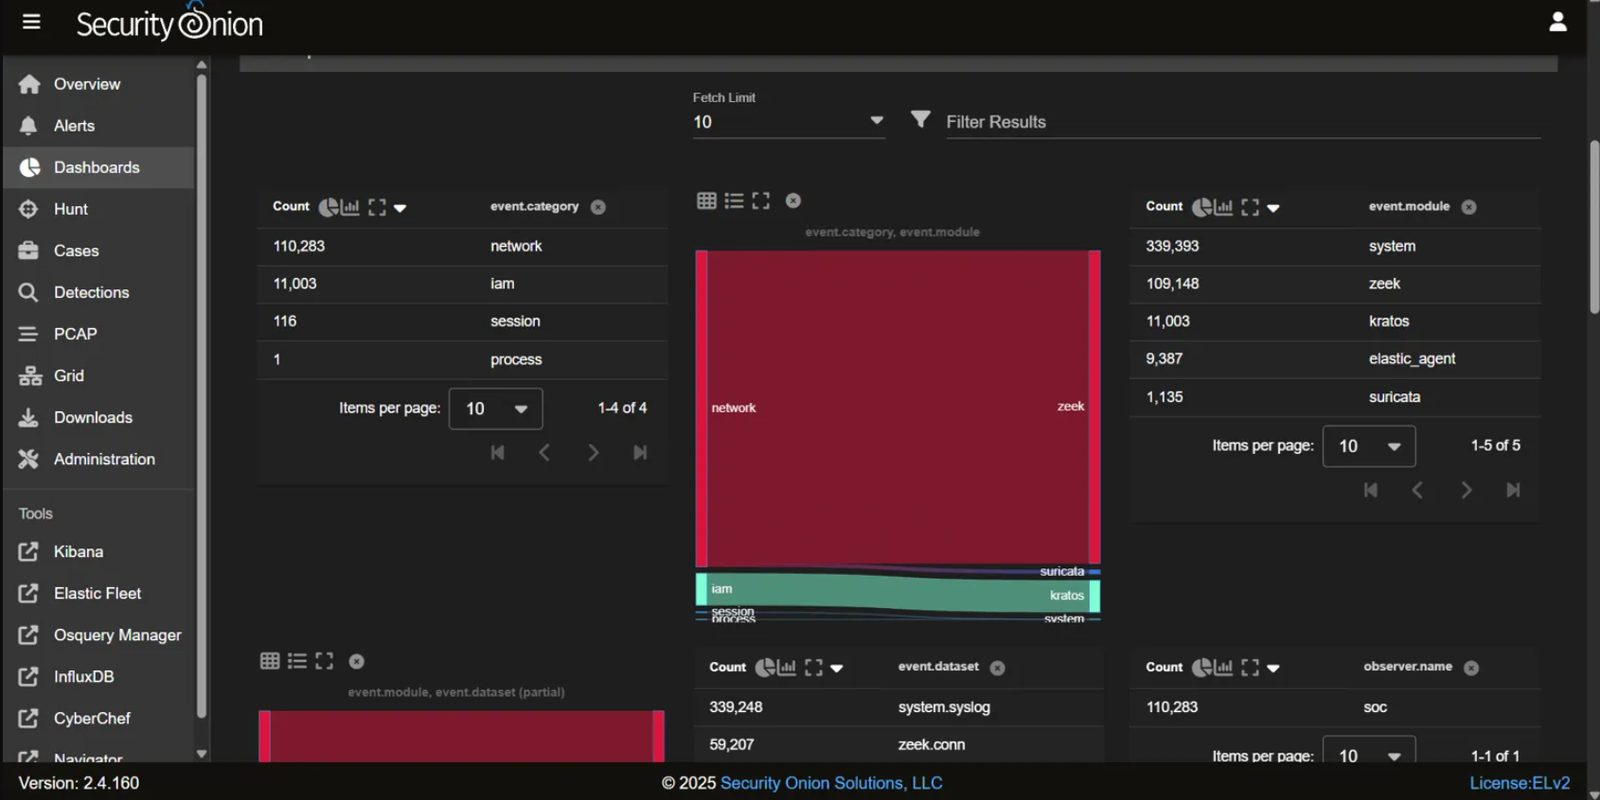 Security Onion
Overview
Alerts
Dashboards
Hunt
Cases
Detections
PCAP
Grid
Downloads
Administration
Tools
Kibana
Elastic Fleet
Osquery Manager
InfluxDB
CyberChef
Navigator
Fetch Limit
10
Filter Results
Count event.category
110,283 network
11,003 iam
116 session
1 process
Items per page: 10 1-4 of 4
event.category, event.module
network zeek
suricata
iam kratos
session
process system
Count event.module
339,393 system
109,148 zeek
11,003 kratos
9,387 elastic_agent
1,135 suricata
Items per page: 10 1-5 of 5
event.module, event.dataset (partial)
Count event.dataset
339,248 system.syslog
59,207 zeek.conn
Count observer.name
110,283 soc
Items per page: 10 1-1 of 1
Version: 2.4.160
© 2025 Security Onion Solutions, LLC
License:ELv2